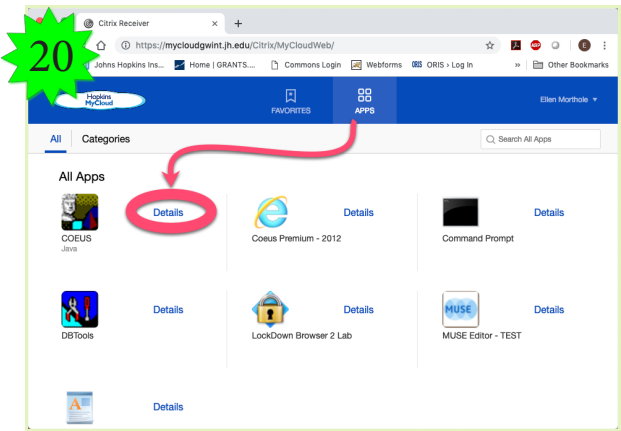 20
Citrix Receiver × +
https://mycloudgwint.jh.edu/Citrix/MyCloudWeb/ ABP E
Johns Hopkins Ins... Home | GRANTS.... Commons Login Webforms ORIS ORIS › Log In » Other Bookmarks
Hopkins
MyCloud
FAVORITES APPS Ellen Morthole
All Categories Search All Apps
All Apps
Details Details Details
COEUS Coeus Premium - 2012 Command Prompt
Java
Details Details MUSE Details
DBTools LockDown Browser 2 Lab MUSE Editor - TEST
A Details